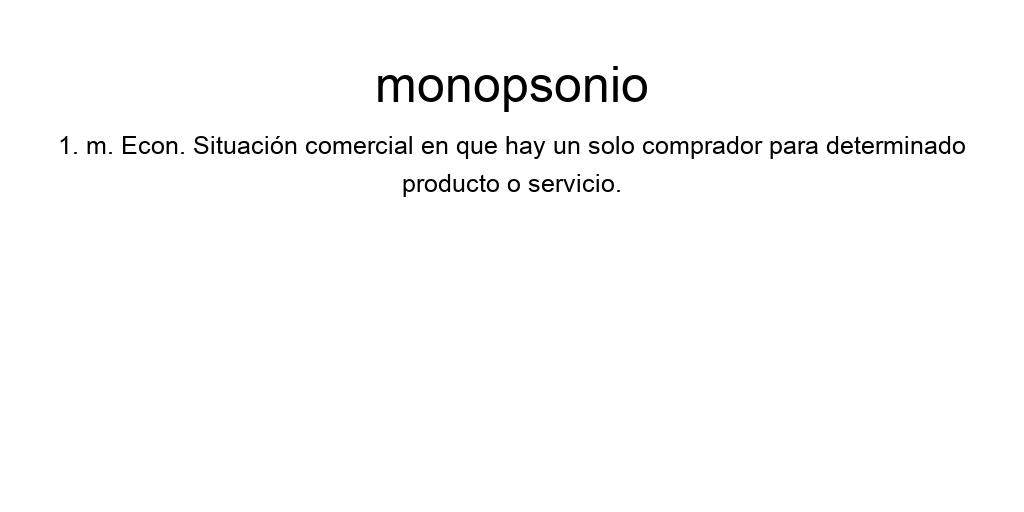 monopsonio
1. m. Econ. Situación comercial en que hay un solo comprador para determinado
producto o servicio.